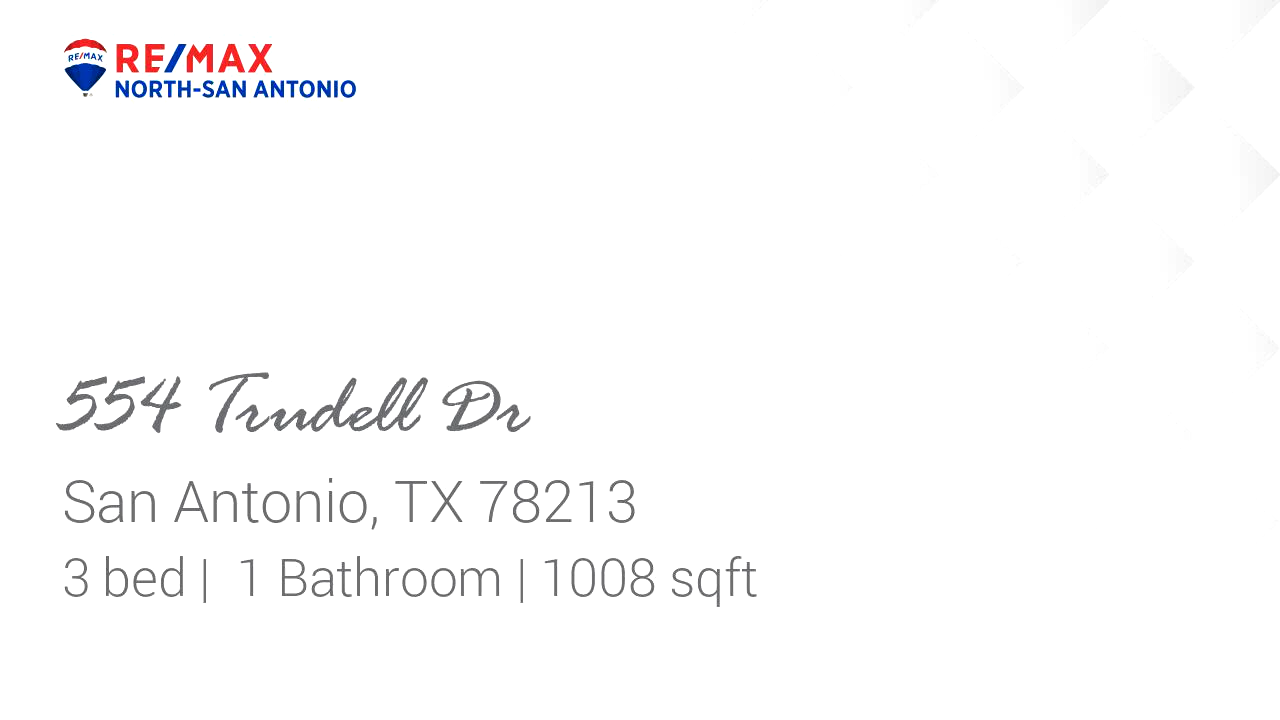 RE/MAX
RE/MAX
NORTH-SAN ANTONIO
554 Trudell Dr
San Antonio, TX 78213
3 bed | 1 Bathroom | 1008 sqft